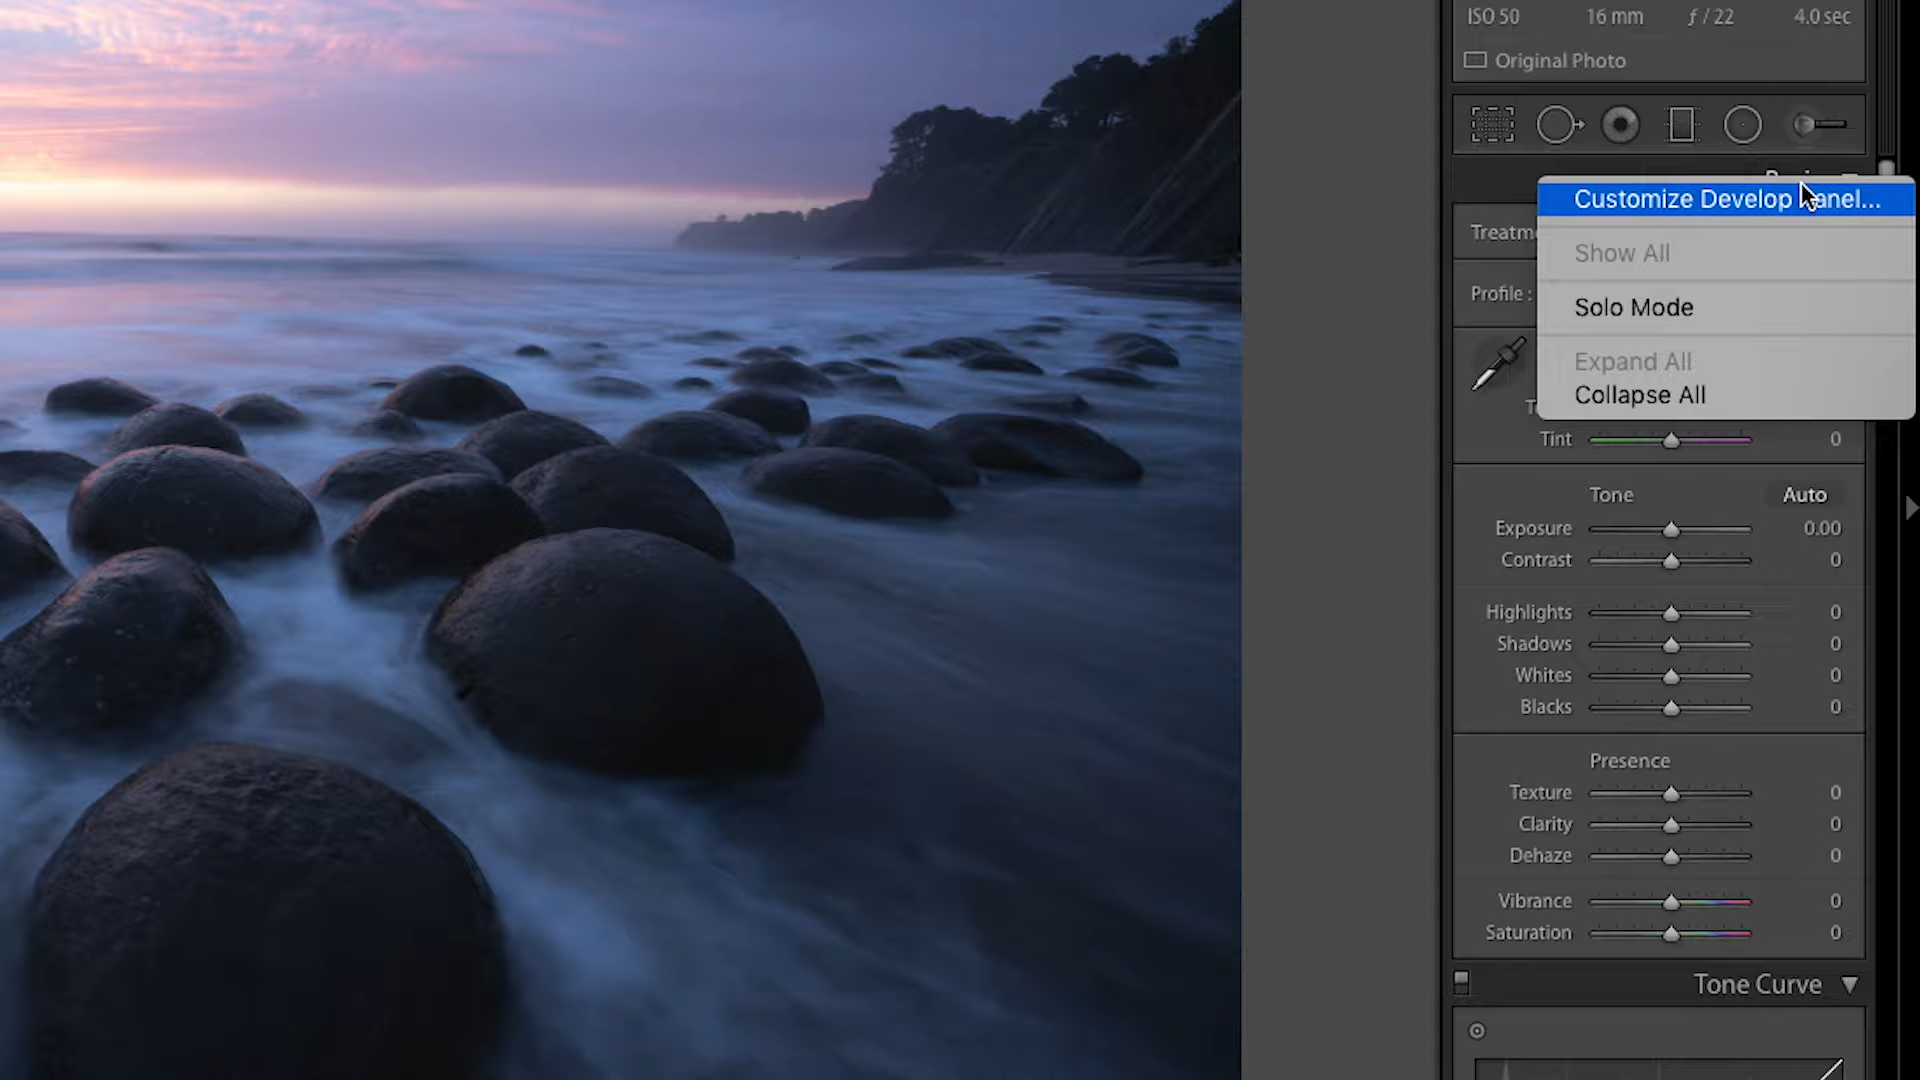 ISO 50 16 mm ƒ / 22 4.0 sec
Original Photo
Customize Develop Panel...
Show All
Treatm
Solo Mode
Profile :
Expand All
Collapse All
Tint 0
Tone Auto
Exposure 0.00
Contrast 0
Highlights 0
Shadows 0
Whites 0
Blacks 0
Presence
Texture 0
Clarity 0
Dehaze 0
Vibrance 0
Saturation 0
Tone Curve